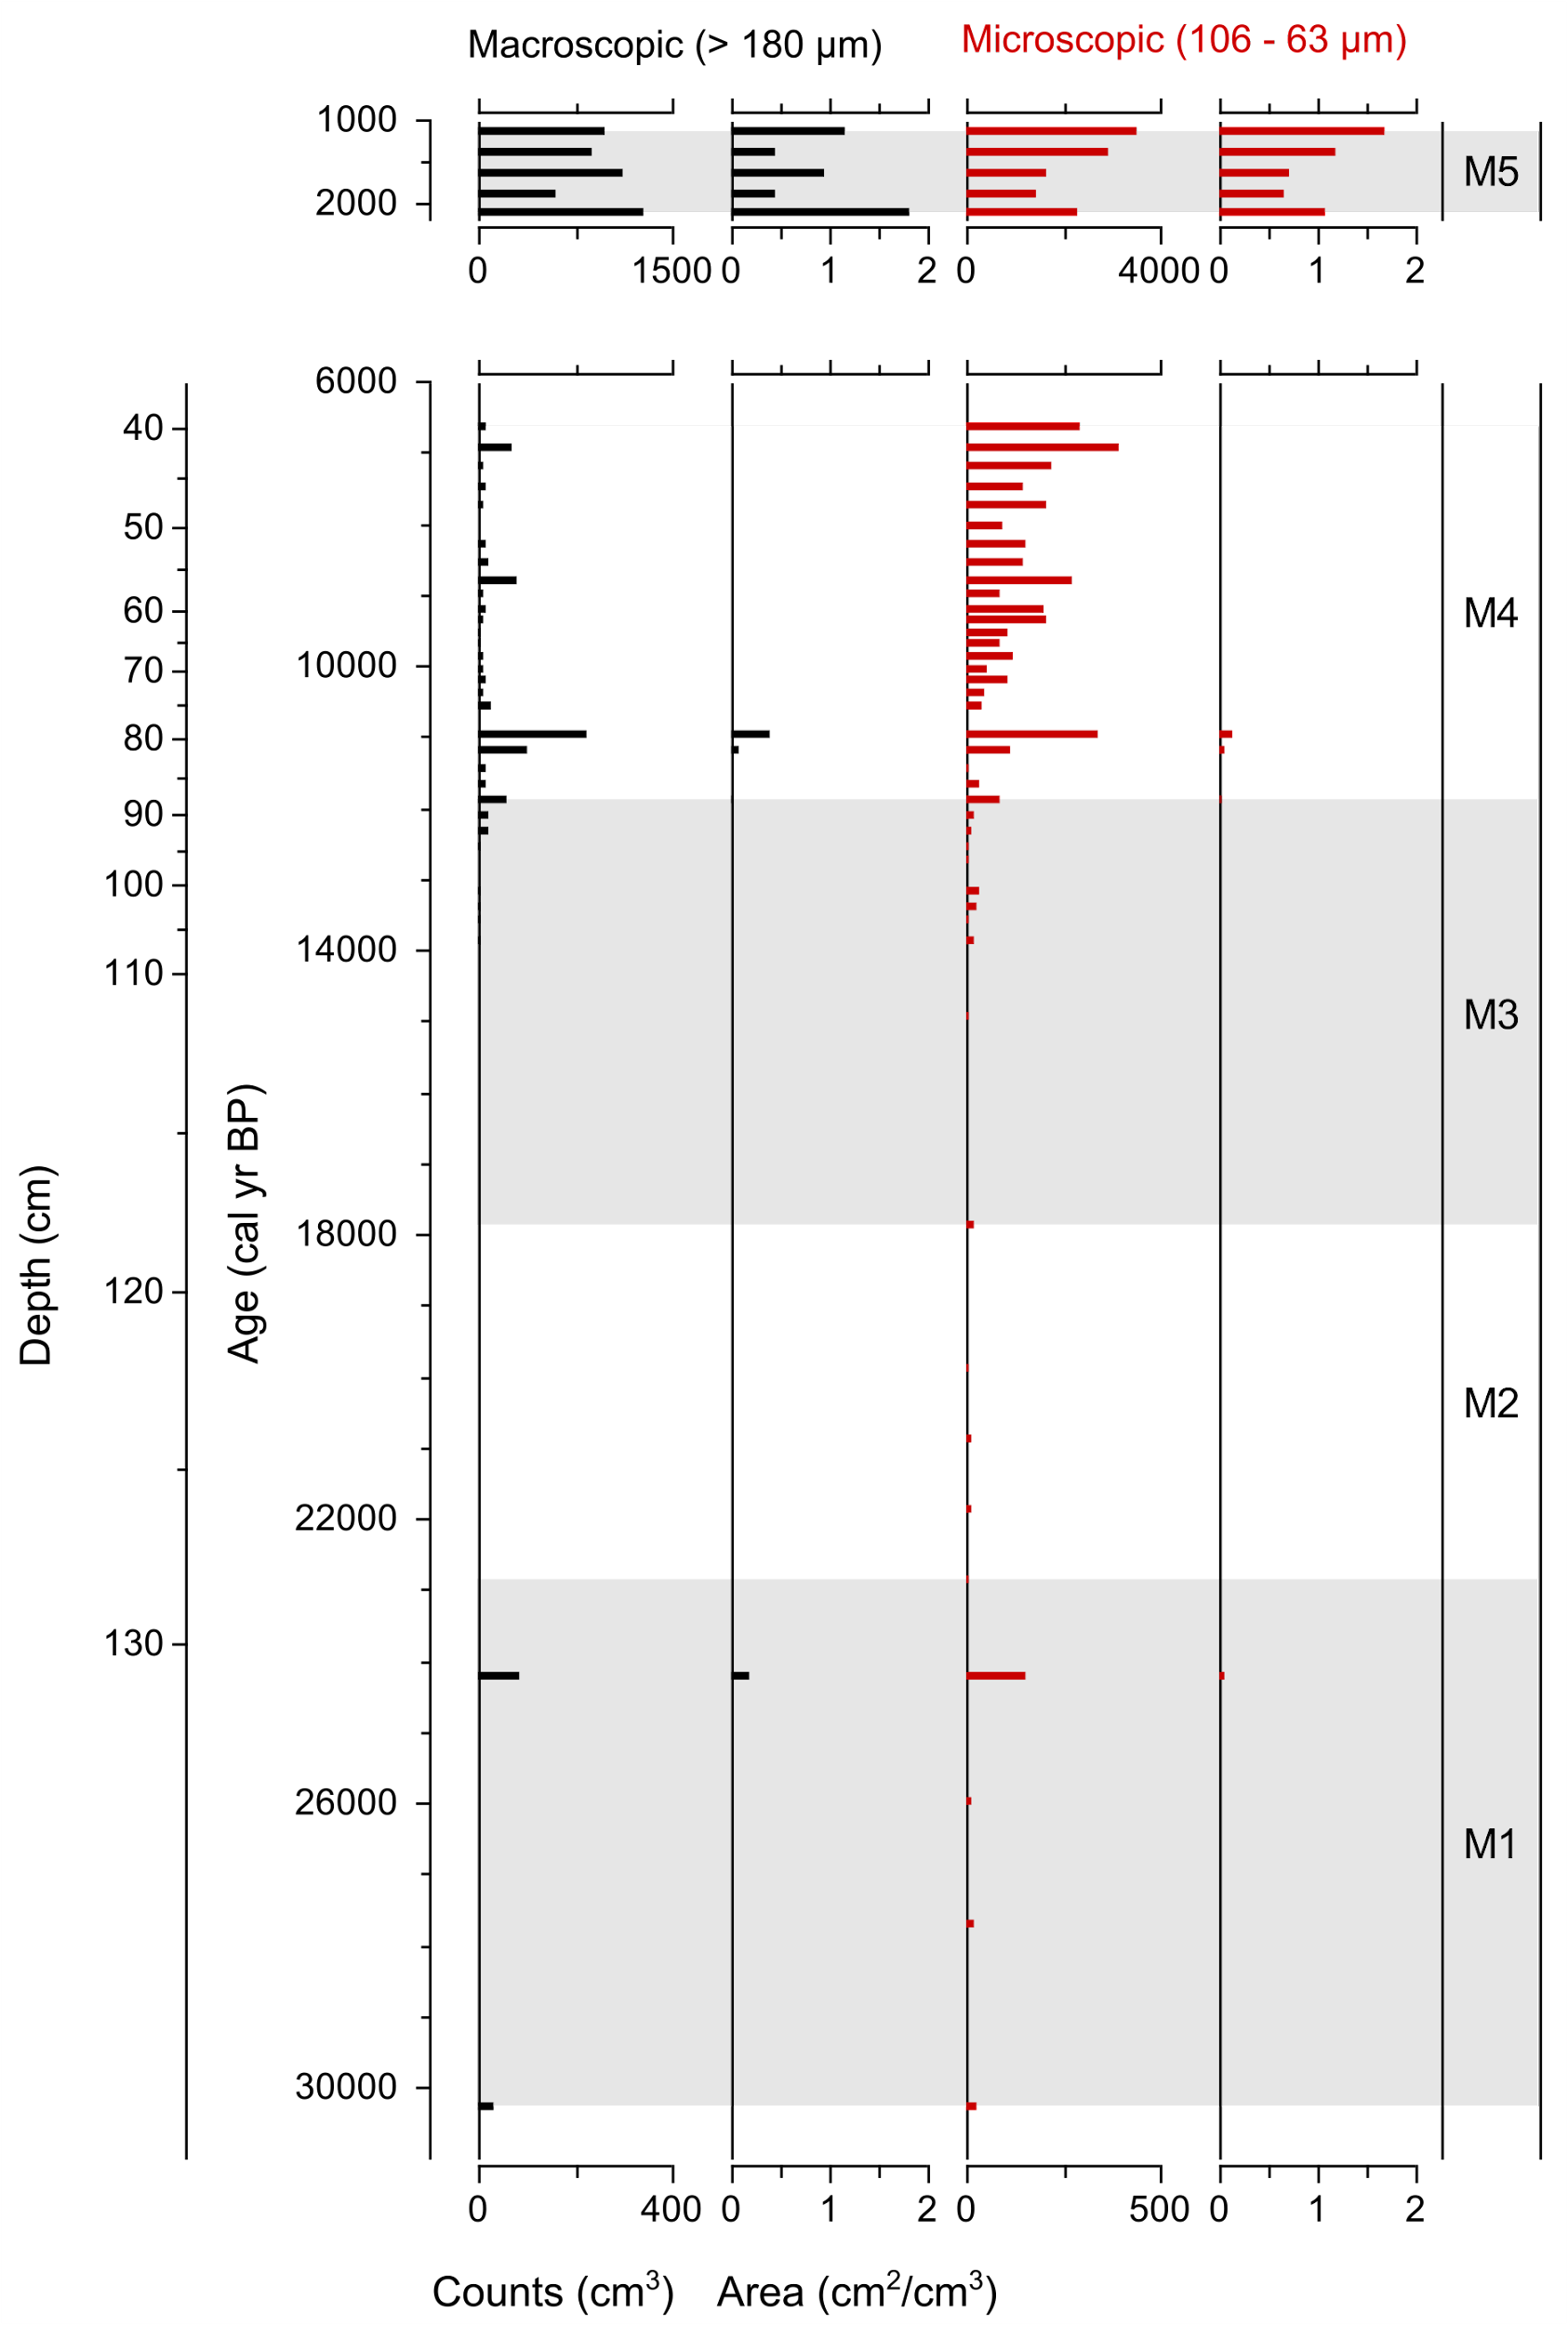 Macroscopic (> 180 µm) Microscopic (106 - 63 µm)
1000
M5
2000
0 1500 0 1 2 0 4000 0 1 2
6000
40
50
60 M4
10000
70
80
90
100
14000
110
M3
18000
120
M2
22000
130
26000
M1
30000
Depth (cm)
Age (cal yr BP)
0 400 0 1 2 0 500 0 1 2
Counts (cm³) Area (cm²/cm³)